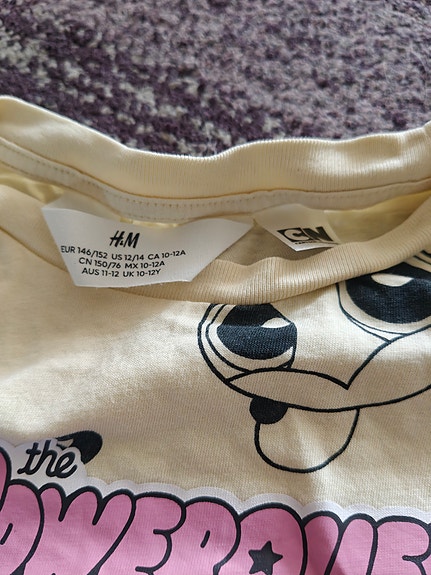 H&M
EUR 146/152 US 12/14 CA 10-12A
CN 150/76 MX 10-12A
AUS 11-12 UK 10-12Y
CN
the
POWERPUFF